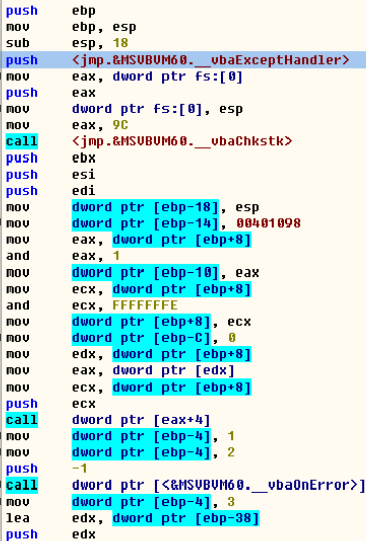 push ebp
mov ebp, esp
sub esp, 18
push <jmp.&MSVBVM60.__vbaExceptHandler>
mov eax, dword ptr fs:[0]
push eax
mov dword ptr fs:[0], esp
mov eax, 9C
call <jmp.&MSVBVM60.__vbaChkstk>
push ebx
push esi
push edi
mov dword ptr [ebp-18], esp
mov dword ptr [ebp-14], 00401098
mov eax, dword ptr [ebp+8]
and eax, 1
mov dword ptr [ebp-10], eax
mov ecx, dword ptr [ebp+8]
and ecx, FFFFFFFE
mov dword ptr [ebp+8], ecx
mov dword ptr [ebp-C], 0
mov edx, dword ptr [ebp+8]
mov eax, dword ptr [edx]
mov ecx, dword ptr [ebp+8]
push ecx
call dword ptr [eax+4]
mov dword ptr [ebp-4], 1
mov dword ptr [ebp-4], 2
push -1
call dword ptr [<&MSVBVM60.__vbaOnError>]
mov dword ptr [ebp-4], 3
lea edx, dword ptr [ebp-38]
push edx